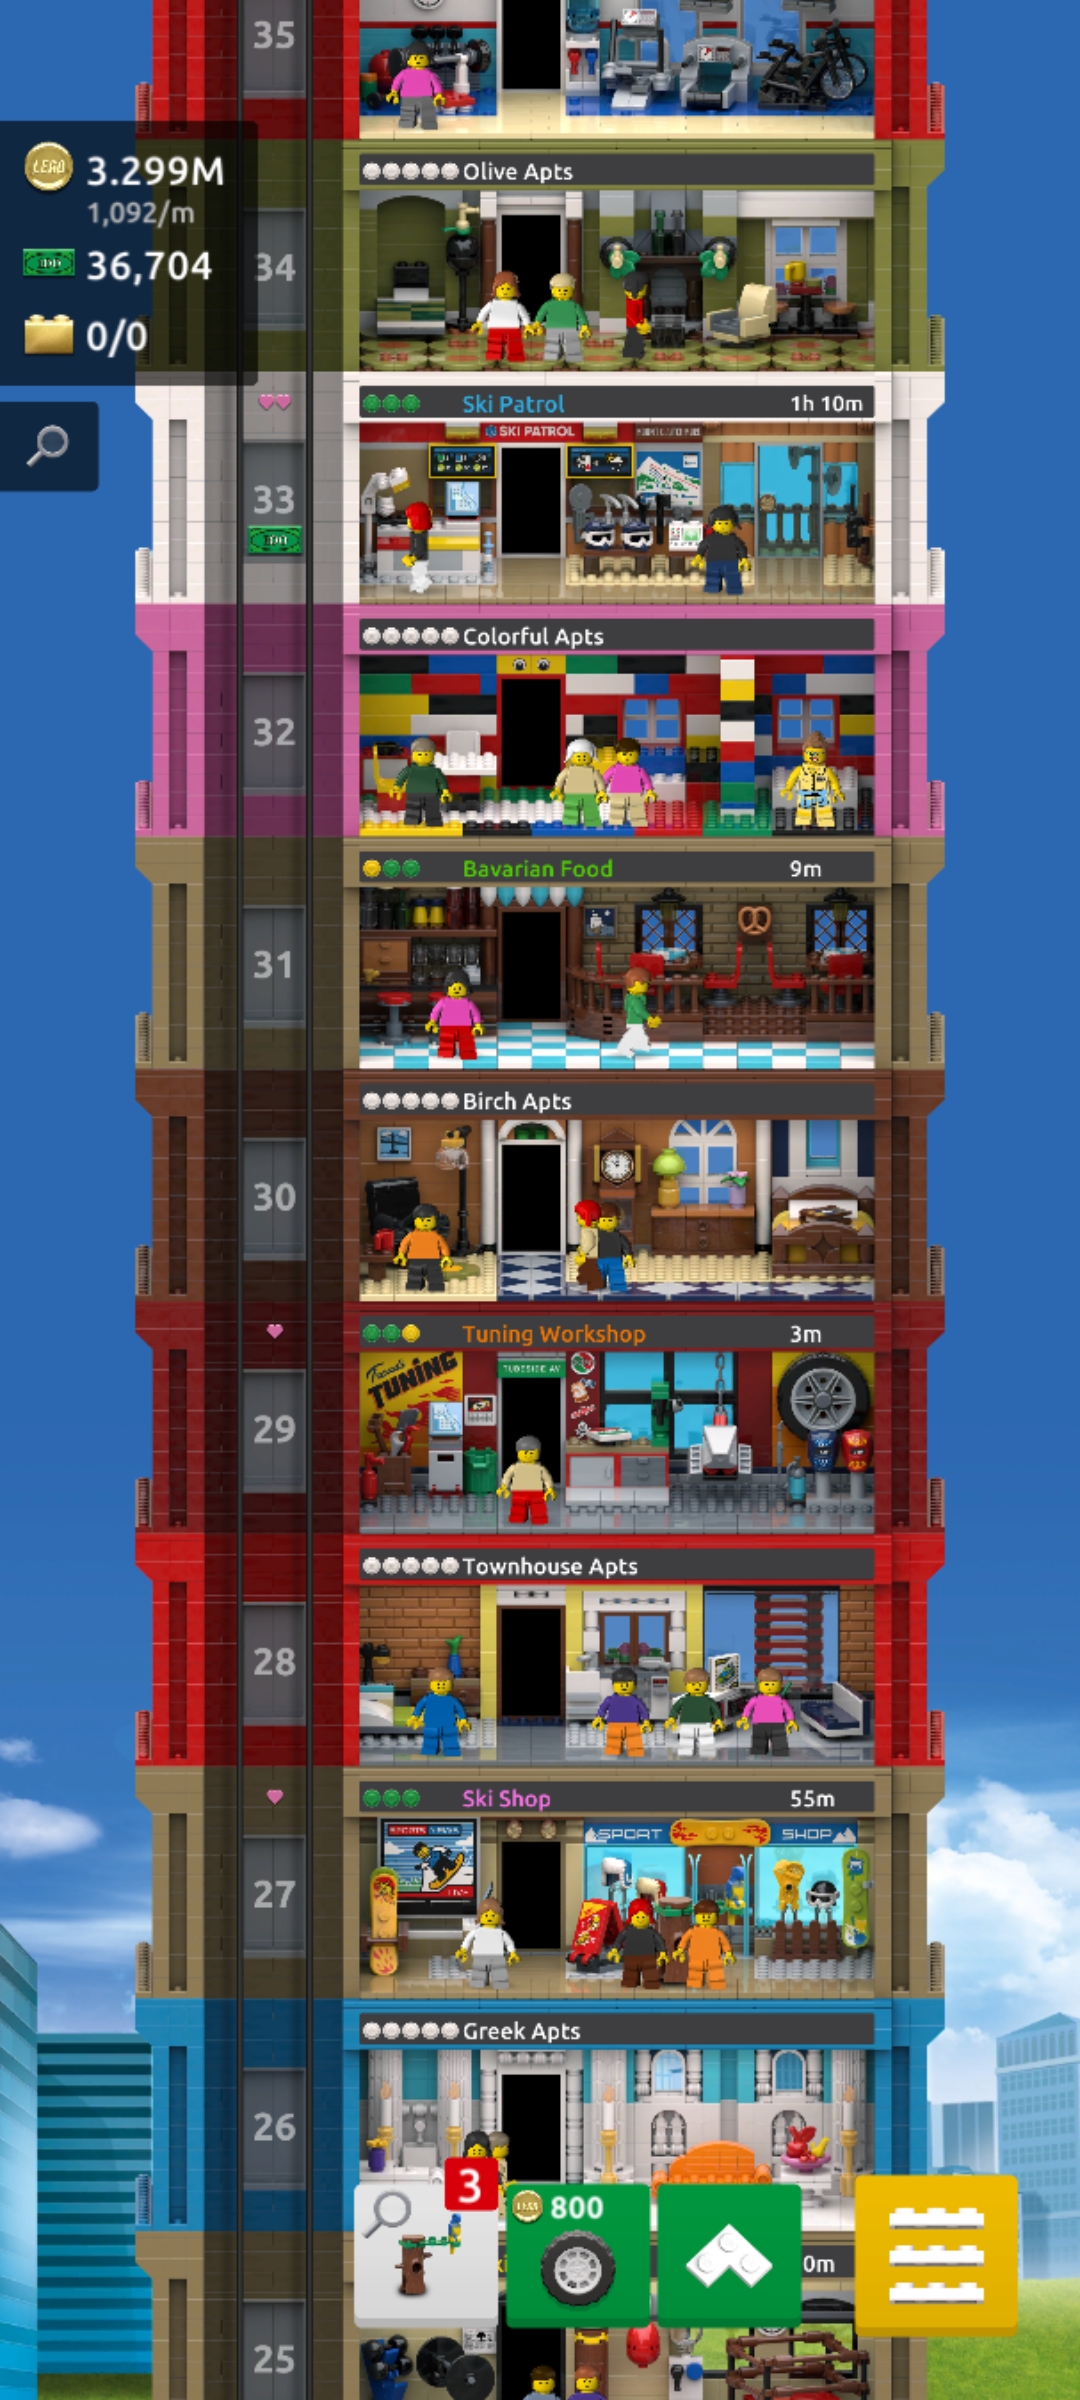 35
LEGO 3.299M
1,092/m
36,704
0/0
Olive Apts
34
Ski Patrol 1h 10m
SKI PATROL
33
Colorful Apts
32
Bavarian Food 9m
31
Birch Apts
30
Tuning Workshop 3m
TUNING
TUBESIDE AV
29
Townhouse Apts
28
Ski Shop 55m
SPORT SHOP
27
Greek Apts
26
3
800
0m
25